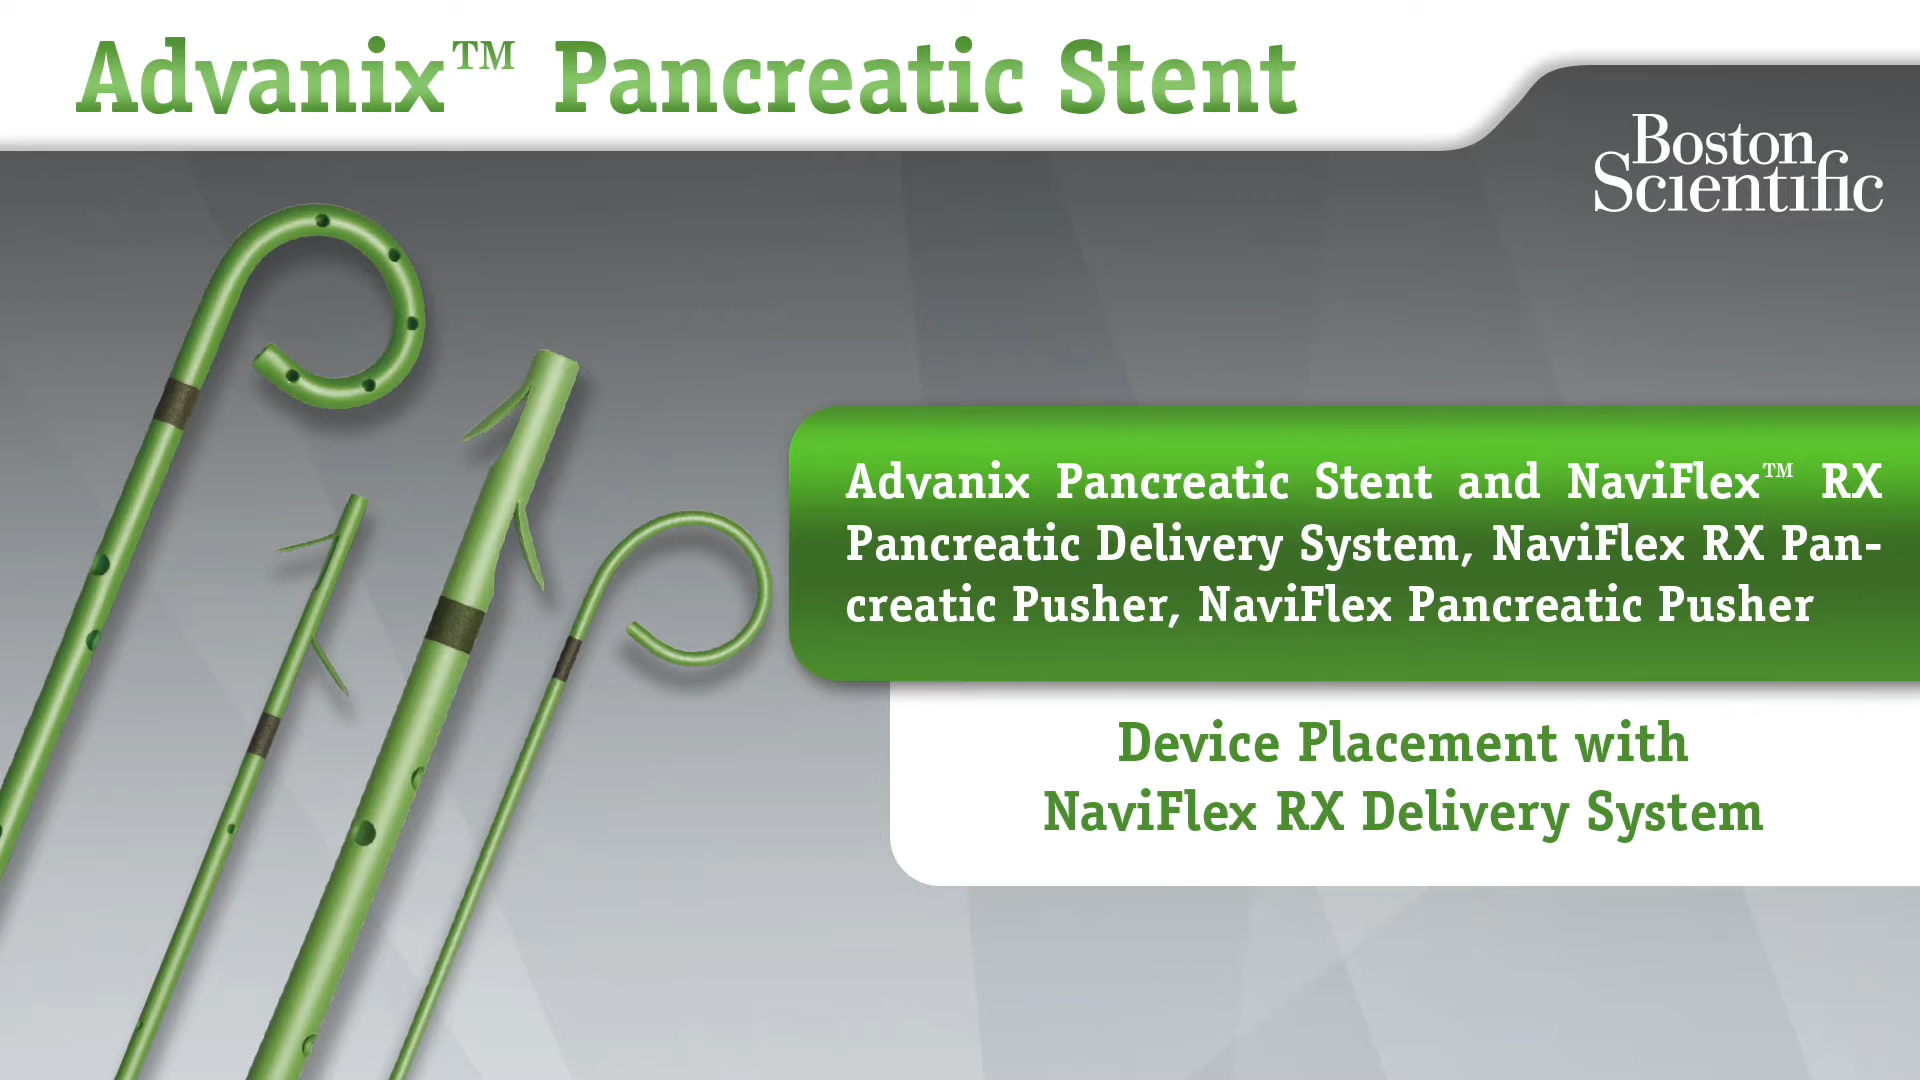 Advanix™ Pancreatic Stent
Boston
Scientific
Advanix Pancreatic Stent and NaviFlex™ RX
Pancreatic Delivery System, NaviFlex RX Pan-
creatic Pusher, NaviFlex Pancreatic Pusher
Device Placement with
NaviFlex RX Delivery System